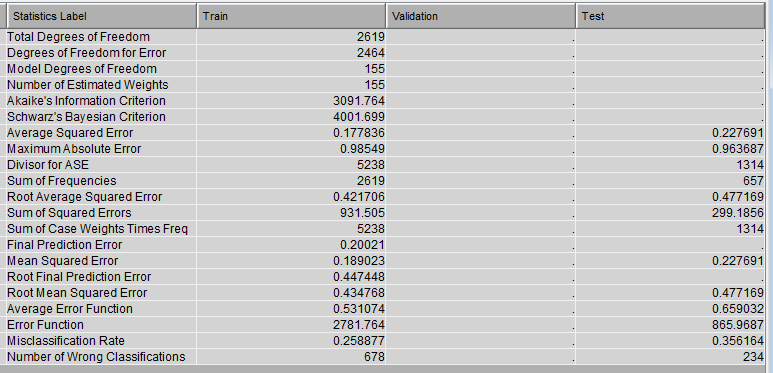 Statistics Label Train Validation Test
Total Degrees of Freedom 2619 . .
Degrees of Freedom for Error 2464 . .
Model Degrees of Freedom 155 . .
Number of Estimated Weights 155 . .
Akaike's Information Criterion 3091.764 . .
Schwarz's Bayesian Criterion 4001.699 . .
Average Squared Error 0.177836 . 0.227691
Maximum Absolute Error 0.98549 . 0.963687
Divisor for ASE 5238 . 1314
Sum of Frequencies 2619 . 657
Root Average Squared Error 0.421706 . 0.477169
Sum of Squared Errors 931.505 . 299.1856
Sum of Case Weights Times Freq 5238 . 1314
Final Prediction Error 0.20021 . .
Mean Squared Error 0.189023 . 0.227691
Root Final Prediction Error 0.447448 . .
Root Mean Squared Error 0.434768 . 0.477169
Average Error Function 0.531074 . 0.659032
Error Function 2781.764 . 865.9687
Misclassification Rate 0.258877 . 0.356164
Number of Wrong Classifications 678 . 234